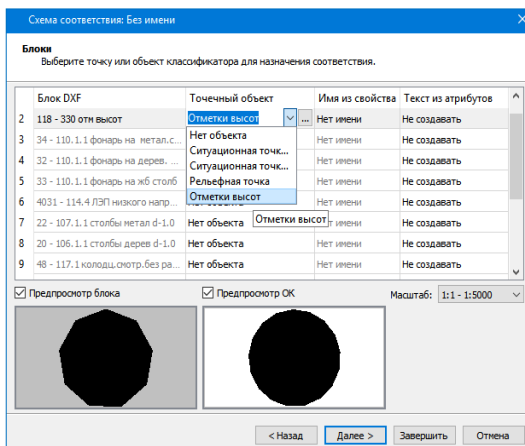 Схема соответствия: Без имени
Блоки
Выберите точку или объект классификатора для назначения соответствия.
Блок DXF Точечный объект Имя из свойства Текст из атрибутов
2 118 - 330 отн высот Отметки высот ... Нет имени Не создавать
3 34 - 110.1.1 фонарь на метал.с... Нет объекта Нет имени Не создавать
4 32 - 110.1.1 фонарь на дерев. ... Ситуационная точк... Нет имени Не создавать
5 33 - 110.1.1 фонарь на жб столб Ситуационная точк... Нет имени Не создавать
Рельефная точка
6 4031 - 114.4 ЛЭП низкого напр... Отметки высот Нет имени Не создавать
Отметки высот
7 22 - 107.1.1 столбы метал d-1.0 Нет объекта Нет имени Не создавать
8 20 - 106.1.1 столбы дерев d-1.0 Нет объекта Нет имени Не создавать
9 48 - 117.1 колодц.смотр.без ра... Нет объекта Нет имени Не создавать
Предпросмотр блока Предпросмотр ОК Масштаб: 1:1 - 1:5000
< Назад Далее > Завершить Отмена